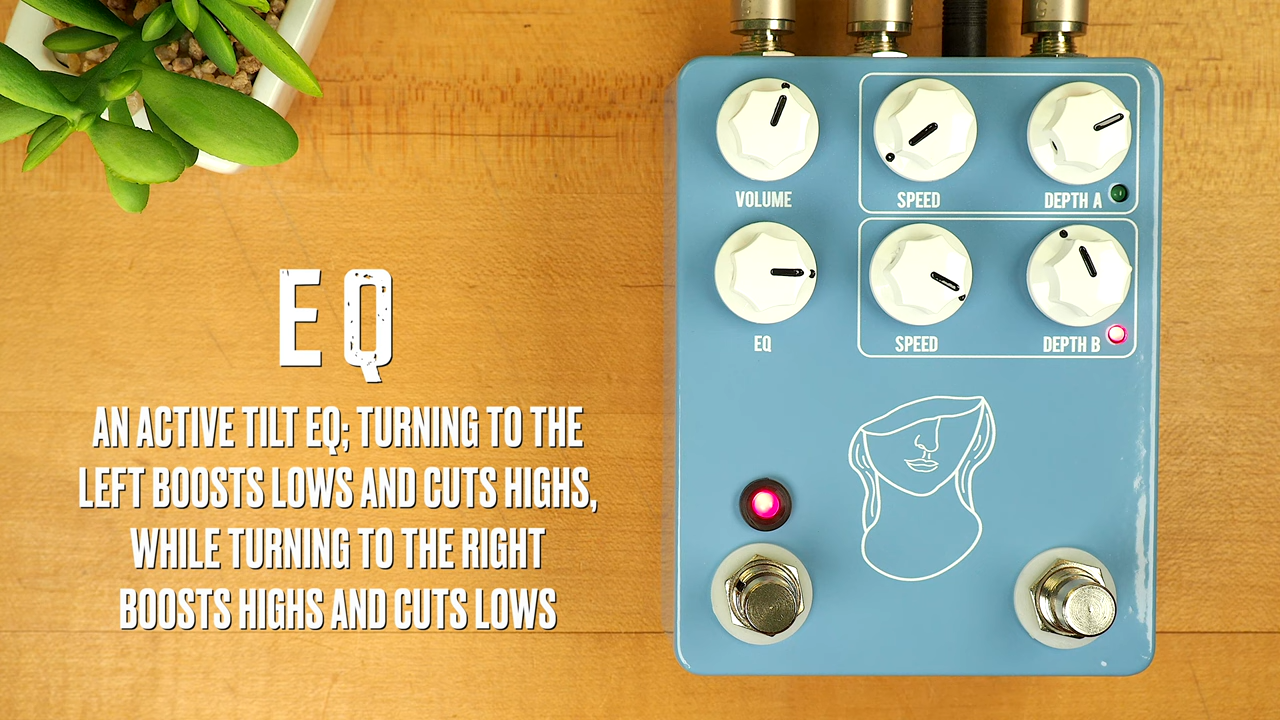 EQ
AN ACTIVE TILT EQ; TURNING TO THE
LEFT BOOSTS LOWS AND CUTS HIGHS,
WHILE TURNING TO THE RIGHT
BOOSTS HIGHS AND CUTS LOWS
VOLUME
SPEED
DEPTH A
EQ
SPEED
DEPTH B